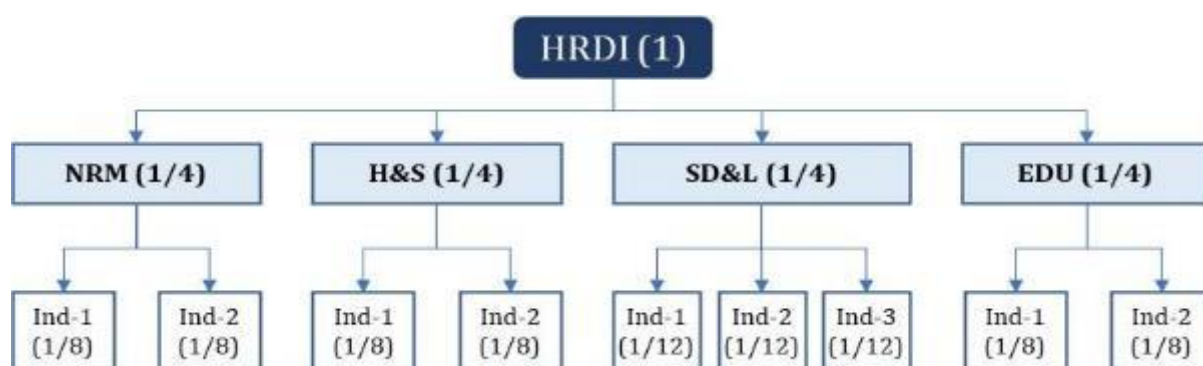 HRDI (1)
NRM (1/4)
H&S (1/4)
SD&L (1/4)
EDU (1/4)
Ind-1
(1/8)
Ind-2
(1/8)
Ind-1
(1/8)
Ind-2
(1/8)
Ind-1
(1/12)
Ind-2
(1/12)
Ind-3
(1/12)
Ind-1
(1/8)
Ind-2
(1/8)